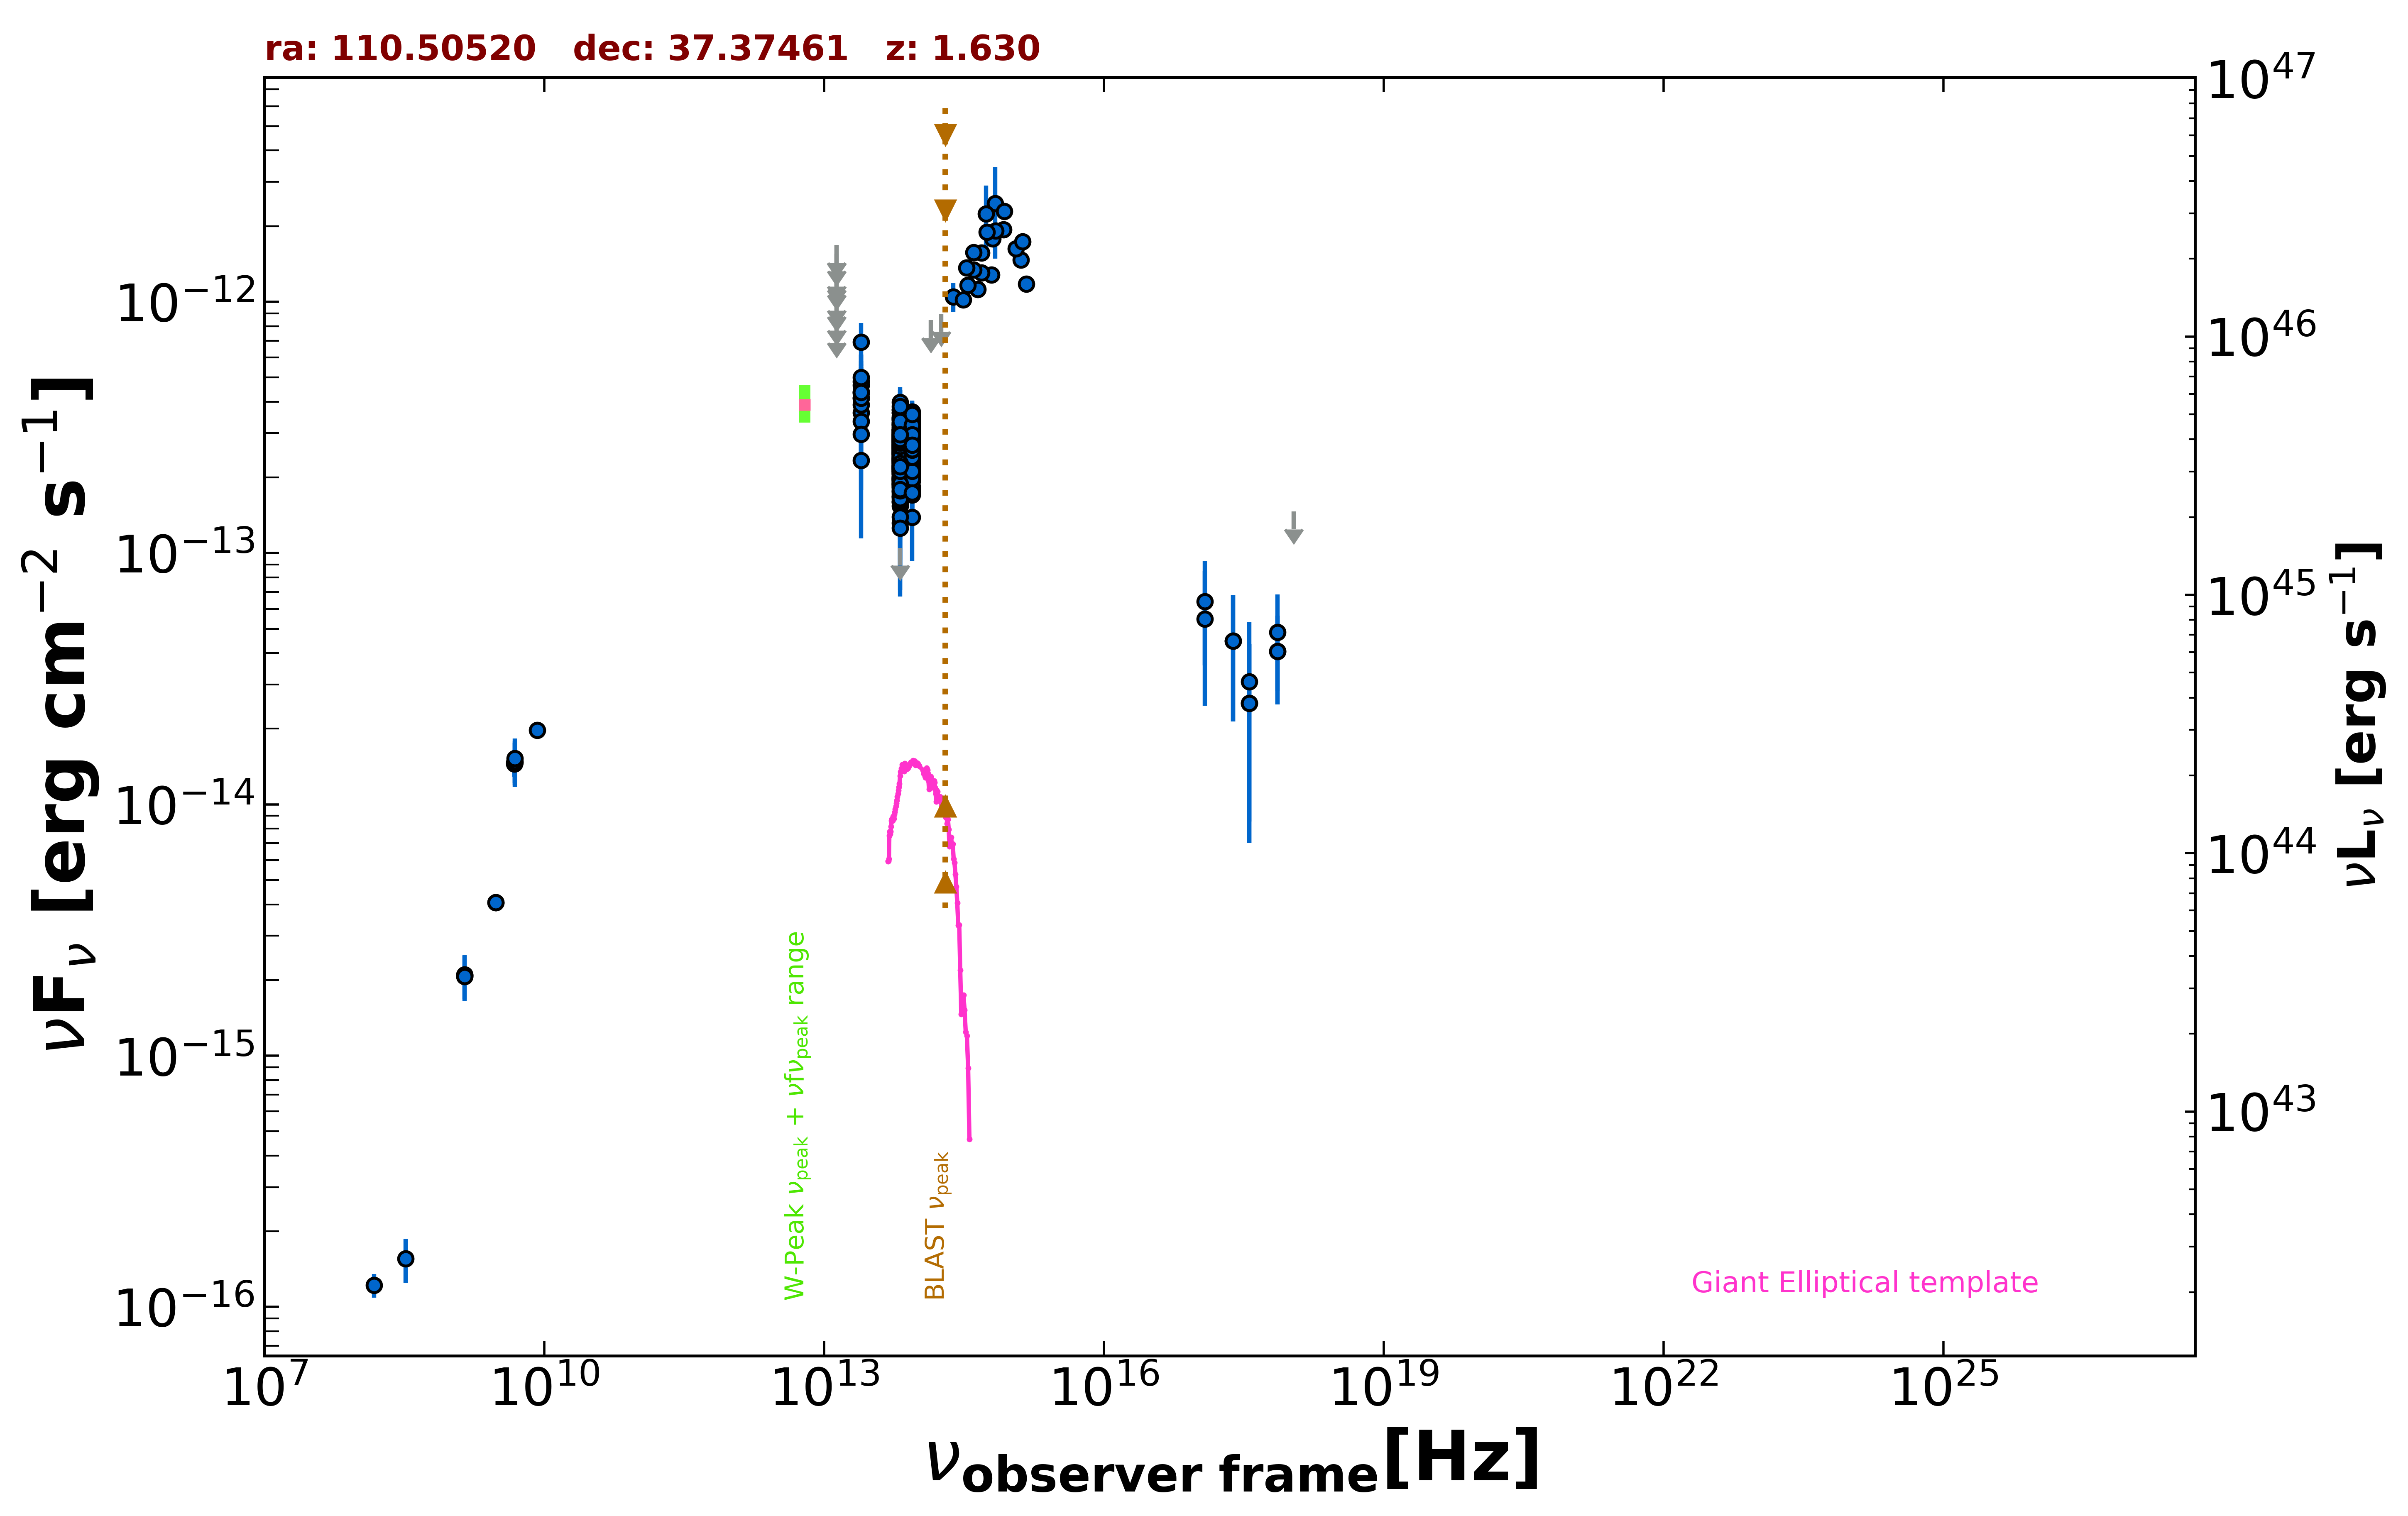 ra: 110.50520 dec: 37.37461 z: 1.630
10^47
10^46
10^45
10^44
10^43
νL_ν [erg s^−1]
νF_ν [erg cm^−2 s^−1]
10^−12
10^−13
10^−14
10^−15
10^−16
W-Peak ν_peak + νfν_peak range
BLAST ν_peak
Giant Elliptical template
10^7 10^10 10^13 10^16 10^19 10^22 10^25
ν_observer frame [Hz]